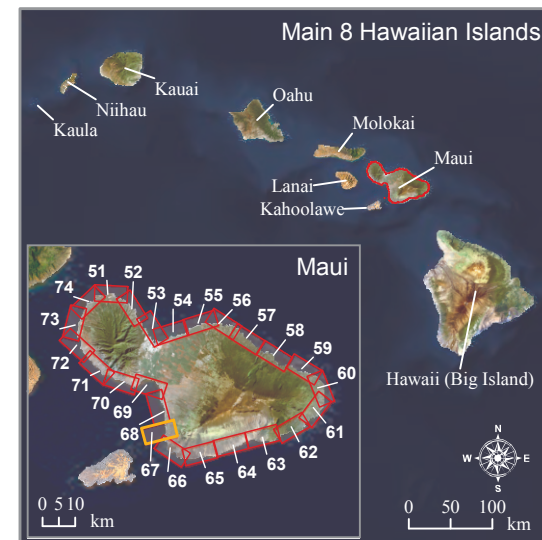 Main 8 Hawaiian Islands
Kauai
Niihau
Kaula
Oahu
Molokai
Maui
Lanai
Kahoolawe
Hawaii (Big Island)
Maui
51
52
53
54
55
56
57
58
59
60
61
62
63
64
65
66
67
68
69
70
71
72
73
74
0 5 10
km
N
W E
S
0 50 100
km